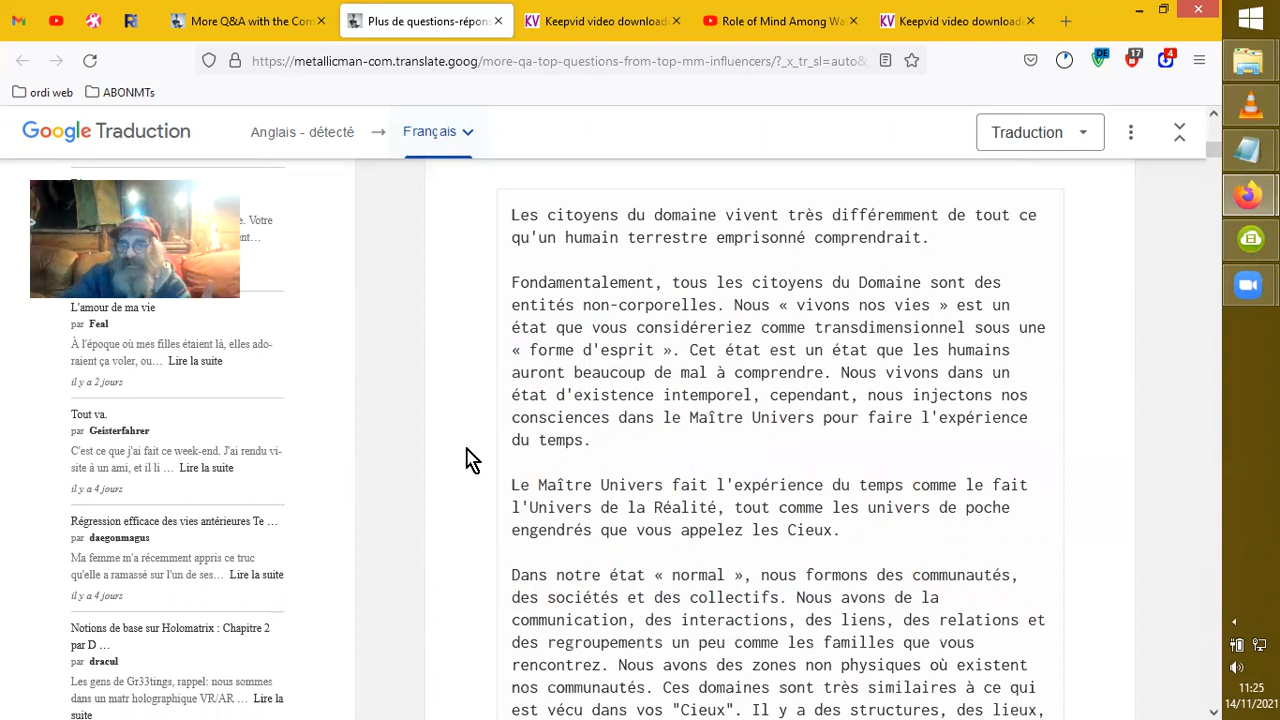 More Q&A with the Com
Plus de questions-répons
Keepvid video download
Role of Mind Among Wa
Keepvid video downloade
https://metallicman-com.translate.goog/more-qa-the-questions-from-top-mm-influencers/?_x_tr_sl=auto&
DE
17
4
ordi web
ABONMTs
Google Traduction
Anglais - détecté
Français
Traduction
Votre
L'amour de ma vie
par Feal
À l'époque où mes filles étaient là, elles ado-
raient ça voler, ou… Lire la suite
il y a 2 jours
Tout va.
par Geisterfahrer
C'est ce que j'ai fait ce week-end. J'ai rendu vi-
site à un ami, et il li … Lire la suite
il y a 4 jours
Régression efficace des vies antérieures Te …
par daegonmagus
Ma femme m'a récemment appris ce truc
qu'elle a ramassé sur l'un de ses… Lire la suite
il y a 4 jours
Notions de base sur Holomatrix : Chapitre 2
par D …
par dracul
Les gens de Gr33tings, rappel: nous sommes
dans un matr holographique VR/AR … Lire la
suite
Les citoyens du domaine vivent très différemment de tout ce
qu'un humain terrestre emprisonné comprendrait.
Fondamentalement, tous les citoyens du Domaine sont des
entités non-corporelles. Nous « vivons nos vies » est un
état que vous considéreriez comme transdimensionnel sous une
« forme d'esprit ». Cet état est un état que les humains
auront beaucoup de mal à comprendre. Nous vivons dans un
état d'existence intemporel, cependant, nous injectons nos
consciences dans le Maître Univers pour faire l'expérience
du temps.
Le Maître Univers fait l'expérience du temps comme le fait
l'Univers de la Réalité, tout comme les univers de poche
engendrés que vous appelez les Cieux.
Dans notre état « normal », nous formons des communautés,
des sociétés et des collectifs. Nous avons de la
communication, des interactions, des liens, des relations et
des regroupements un peu comme les familles que vous
rencontrez. Nous avons des zones non physiques où existent
nos communautés. Ces domaines sont très similaires à ce qui
est vécu dans vos "Cieux". Il y a des structures, des lieux,
11:25
14/11/2021